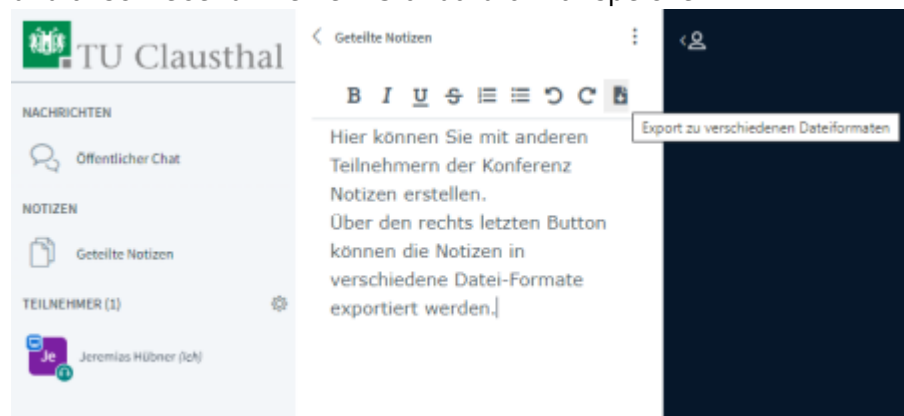 TU Clausthal
NACHRICHTEN
Öffentlicher Chat
NOTIZEN
Geteilte Notizen
TEILNEHMER (1)
Je
Jeremias Hübner (Ich)
Geteilte Notizen
B I U S
Export zu verschiedenen Dateiformaten
Hier können Sie mit anderen
Teilnehmern der Konferenz
Notizen erstellen.
Über den rechts letzten Button
können die Notizen in
verschiedene Datei-Formate
exportiert werden.